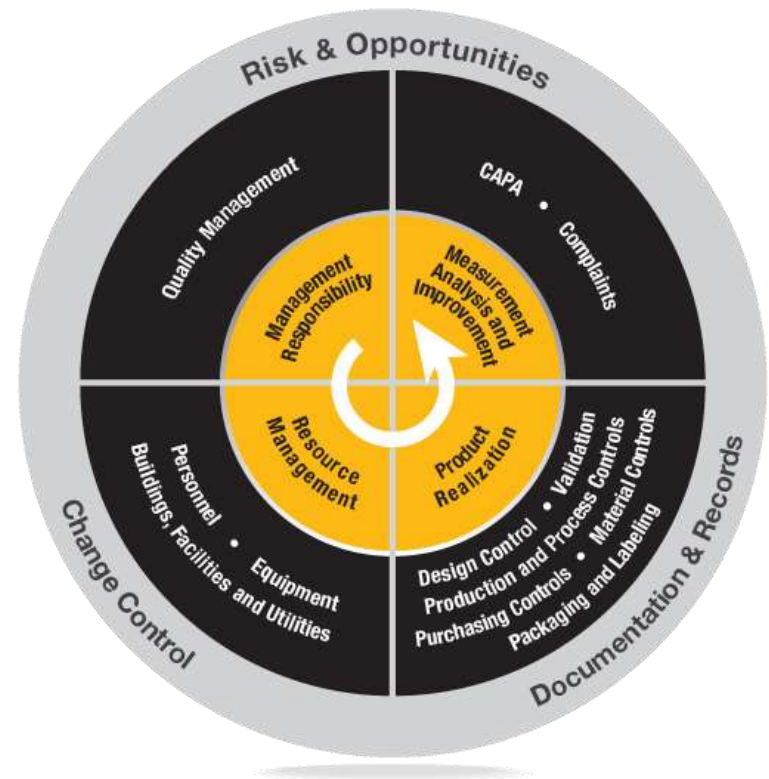 Risk & Opportunities
Quality Management
CAPA • Complaints
Management
Responsibility
Measurement
Analysis and
Improvement
Resource
Management
Product
Realization
Personnel • Equipment
Buildings, Facilities and Utilities
Design Control • Validation
Production and Process Controls
Purchasing Controls • Material Controls
Packaging and Labeling
Change Control
Documentation & Records